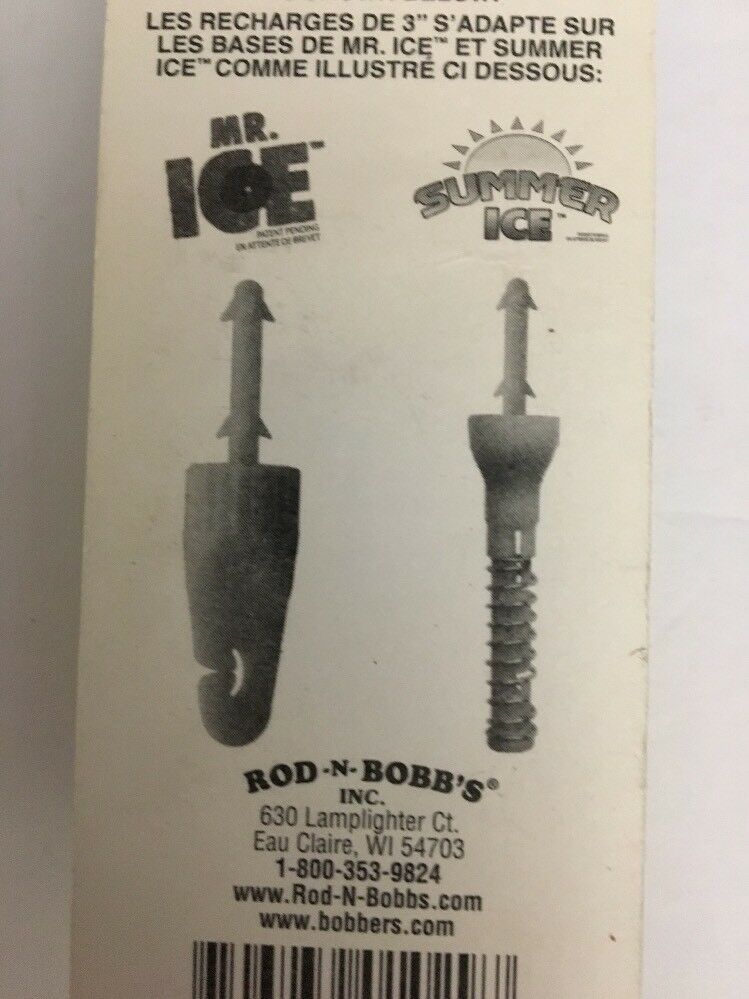 LES RECHARGES DE 3" S'ADAPTE SUR
LES BASES DE MR. ICE™ ET SUMMER
ICE™ COMME ILLUSTRÉ CI DESSOUS:
MR.
ICE™
PATENT PENDING
EN ATTENTE DE BREVET
SUMMER
ICE™
ROD-N-BOBB'S®
INC.
630 Lamplighter Ct.
Eau Claire, WI 54703
1-800-353-9824
www.Rod-N-Bobbs.com
www.bobbers.com